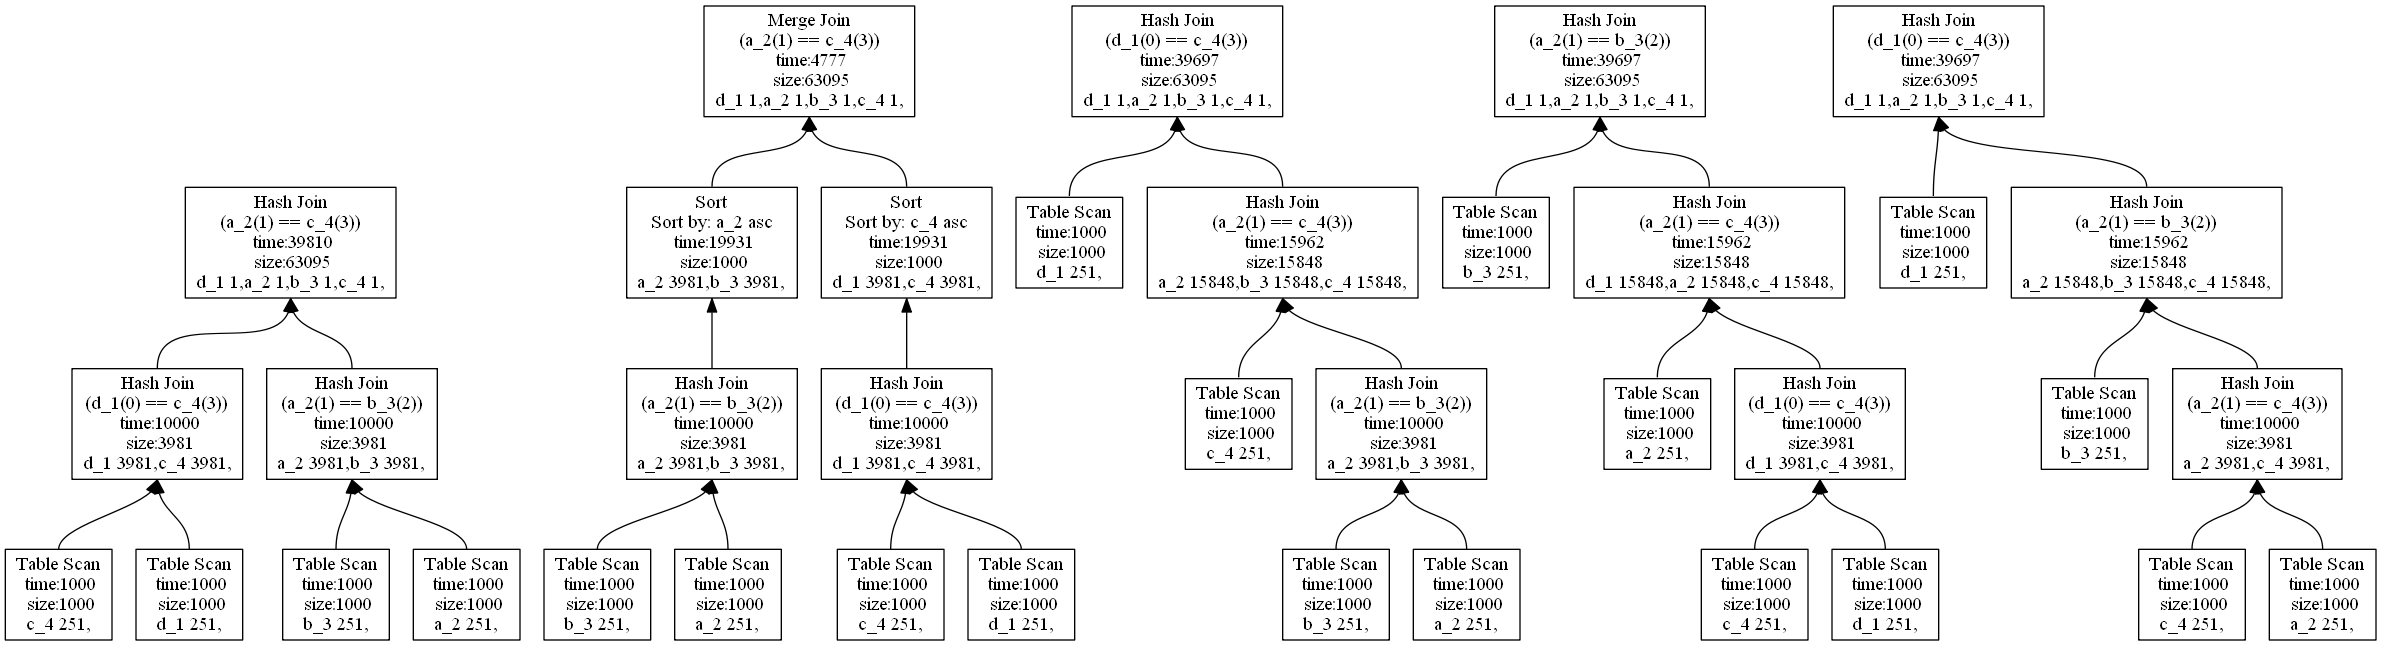 Merge Join
(a_2(1) == c_4(3))
time:4777
size:63095
d_1 1,a_2 1,b_3 1,c_4 1,
Hash Join
(d_1(0) == c_4(3))
time:39697
size:63095
d_1 1,a_2 1,b_3 1,c_4 1,
Hash Join
(a_2(1) == b_3(2))
time:39697
size:63095
d_1 1,a_2 1,b_3 1,c_4 1,
Hash Join
(d_1(0) == c_4(3))
time:39697
size:63095
d_1 1,a_2 1,b_3 1,c_4 1,
Hash Join
(a_2(1) == c_4(3))
time:39810
size:63095
d_1 1,a_2 1,b_3 1,c_4 1,
Sort
Sort by: a_2 asc
time:19931
size:1000
a_2 3981,b_3 3981,
Sort
Sort by: c_4 asc
time:19931
size:1000
d_1 3981,c_4 3981,
Table Scan
time:1000
size:1000
d_1 251,
Hash Join
(a_2(1) == c_4(3))
time:15962
size:15848
a_2 15848,b_3 15848,c_4 15848,
Table Scan
time:1000
size:1000
b_3 251,
Hash Join
(a_2(1) == c_4(3))
time:15962
size:15848
d_1 15848,a_2 15848,c_4 15848,
Table Scan
time:1000
size:1000
d_1 251,
Hash Join
(a_2(1) == b_3(2))
time:15962
size:15848
a_2 15848,b_3 15848,c_4 15848,
Hash Join
(d_1(0) == c_4(3))
time:10000
size:3981
d_1 3981,c_4 3981,
Hash Join
(a_2(1) == b_3(2))
time:10000
size:3981
a_2 3981,b_3 3981,
Hash Join
(a_2(1) == b_3(2))
time:10000
size:3981
a_2 3981,b_3 3981,
Hash Join
(d_1(0) == c_4(3))
time:10000
size:3981
d_1 3981,c_4 3981,
Table Scan
time:1000
size:1000
c_4 251,
Hash Join
(a_2(1) == b_3(2))
time:10000
size:3981
a_2 3981,b_3 3981,
Table Scan
time:1000
size:1000
a_2 251,
Hash Join
(d_1(0) == c_4(3))
time:10000
size:3981
d_1 3981,c_4 3981,
Table Scan
time:1000
size:1000
b_3 251,
Hash Join
(a_2(1) == c_4(3))
time:10000
size:3981
a_2 3981,c_4 3981,
Table Scan
time:1000
size:1000
c_4 251,
Table Scan
time:1000
size:1000
d_1 251,
Table Scan
time:1000
size:1000
b_3 251,
Table Scan
time:1000
size:1000
a_2 251,
Table Scan
time:1000
size:1000
b_3 251,
Table Scan
time:1000
size:1000
a_2 251,
Table Scan
time:1000
size:1000
c_4 251,
Table Scan
time:1000
size:1000
d_1 251,
Table Scan
time:1000
size:1000
b_3 251,
Table Scan
time:1000
size:1000
a_2 251,
Table Scan
time:1000
size:1000
c_4 251,
Table Scan
time:1000
size:1000
d_1 251,
Table Scan
time:1000
size:1000
c_4 251,
Table Scan
time:1000
size:1000
a_2 251,